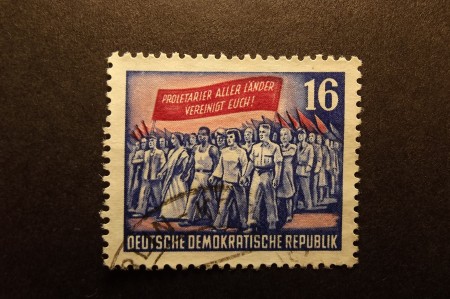 PROLETARIER ALLER LÄNDER
VEREINIGT EUCH!
16
DEUTSCHE DEMOKRATISCHE REPUBLIK